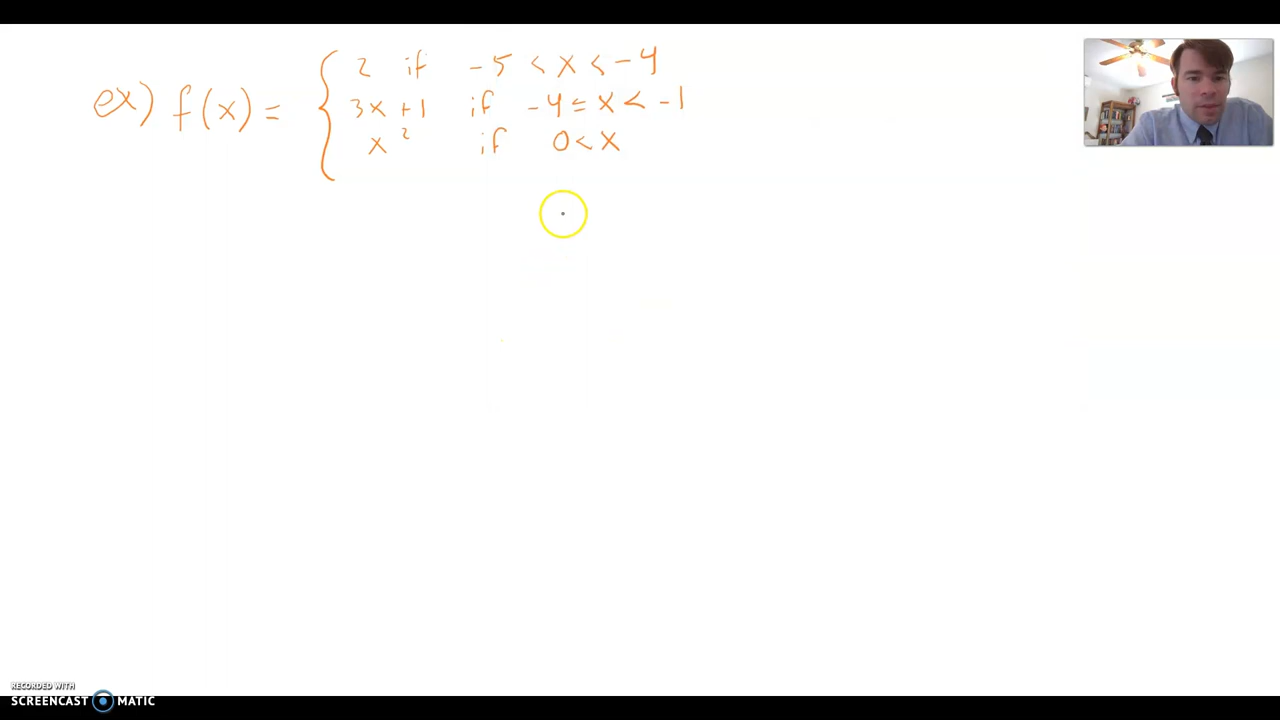 ex) f(x) = { 2 if -5 < x < -4
3x + 1 if -4 ≤ x < -1
x² if 0 < x
RECORDED WITH
SCREENCAST MATIC